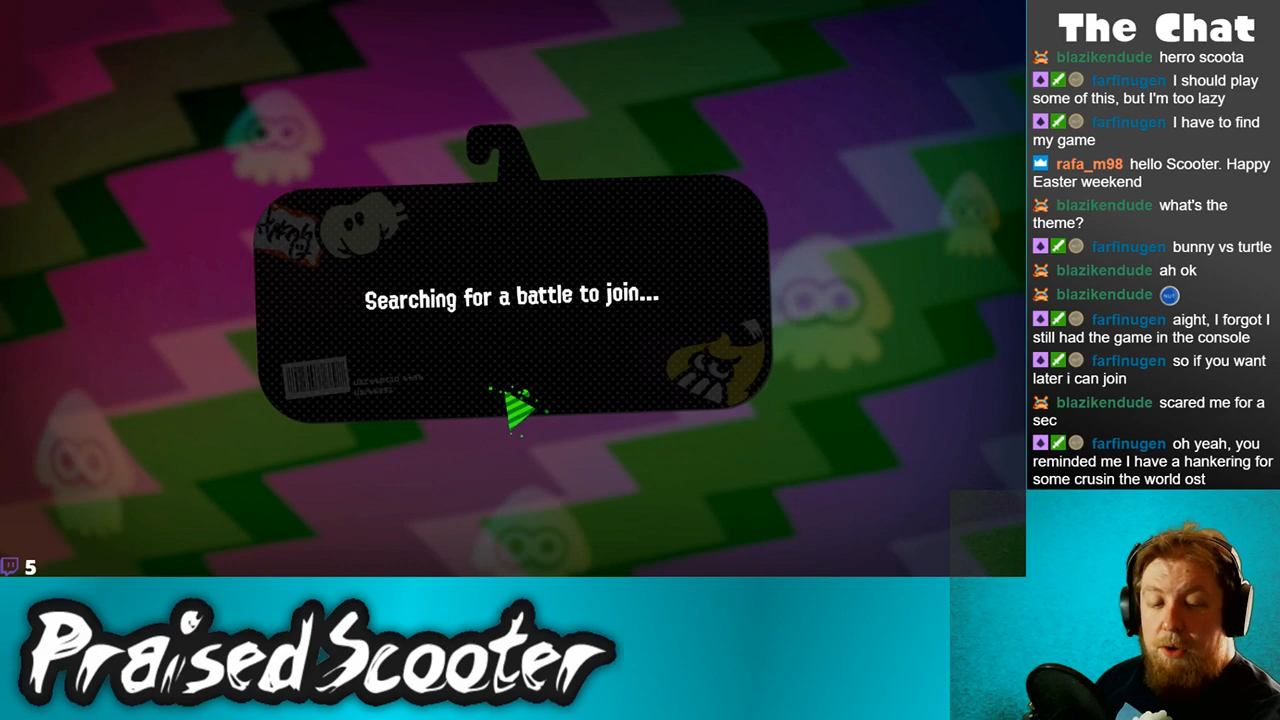 Searching for a battle to join...
5
PraisedScooter
The Chat
blazikendude herro scoota
farfinugen I should play
some of this, but I'm too lazy
farfinugen I have to find
my game
rafa_m98 hello Scooter. Happy
Easter weekend
blazikendude what's the
theme?
farfinugen bunny vs turtle
blazikendude ah ok
blazikendude NUT
farfinugen aight, I forgot I
still had the game in the console
farfinugen so if you want
later i can join
blazikendude scared me for a
sec
farfinugen oh yeah, you
reminded me I have a hankering for
some crusin the world ost